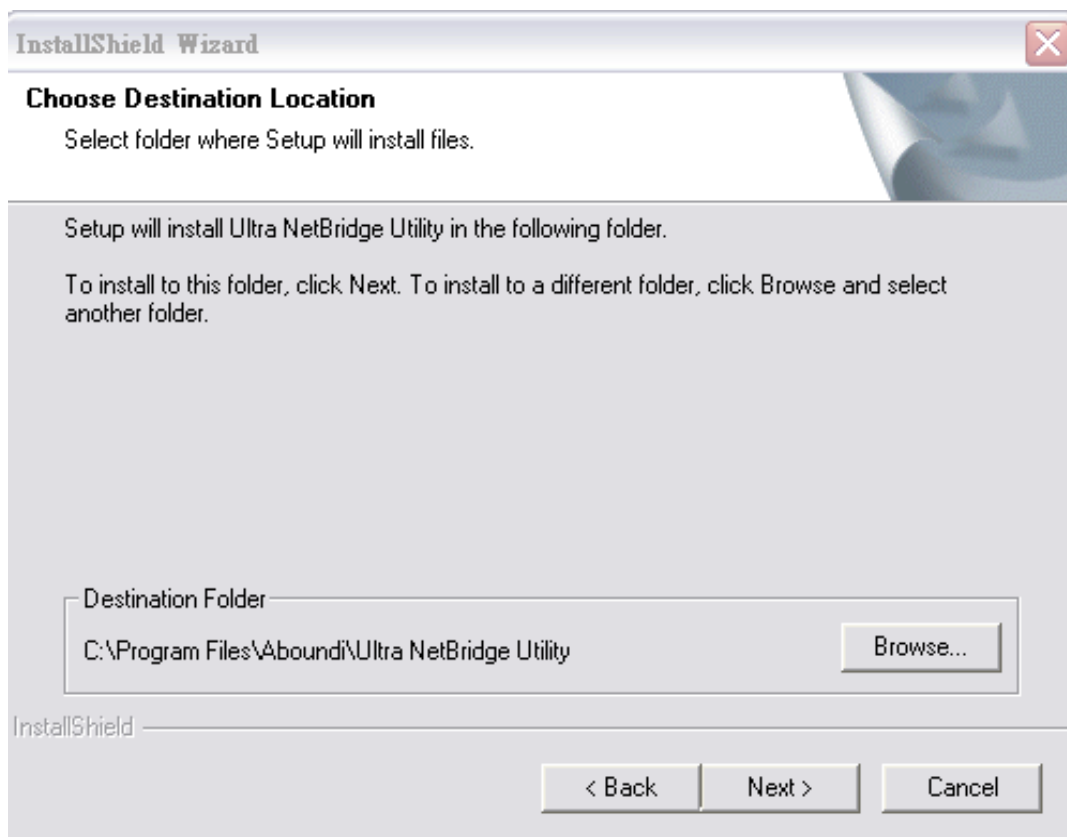 InstallShield Wizard
Choose Destination Location
Select folder where Setup will install files.
Setup will install Ultra NetBridge Utility in the following folder.
To install to this folder, click Next. To install to a different folder, click Browse and select
another folder.
Destination Folder
C:\Program Files\Aboundi\Ultra NetBridge Utility
Browse...
InstallShield
< Back
Next >
Cancel